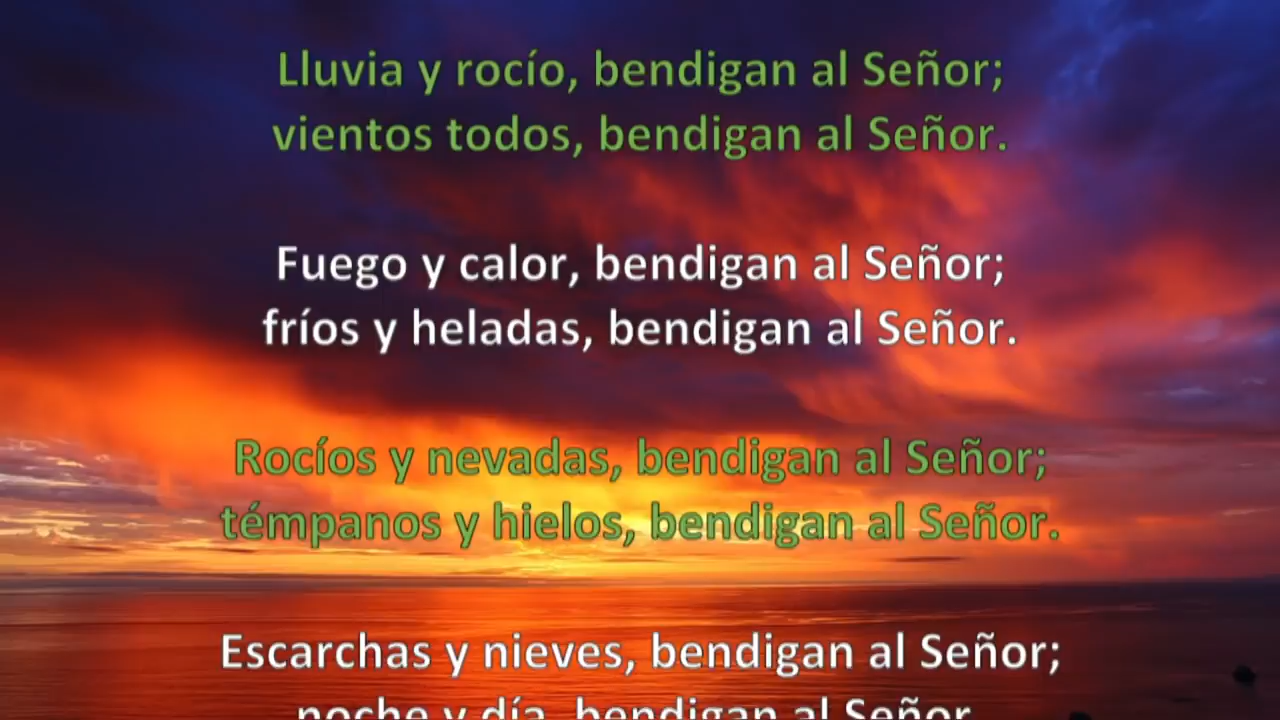 Lluvia y rocío, bendigan al Señor;
vientos todos, bendigan al Señor.
Fuego y calor, bendigan al Señor;
fríos y heladas, bendigan al Señor.
Rocíos y nevadas, bendigan al Señor;
témpanos y hielos, bendigan al Señor.
Escarchas y nieves, bendigan al Señor;
noche y día, bendigan al Señor.